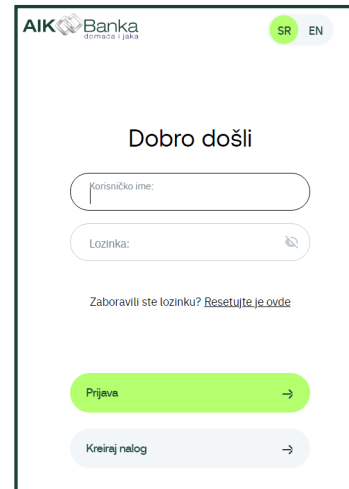 AIK Banka
domaća i jaka
SR EN
Dobro došli
Korisničko ime:
Lozinka:
Zaboravili ste lozinku? Resetujte je ovde
Prijava
Kreiraj nalog